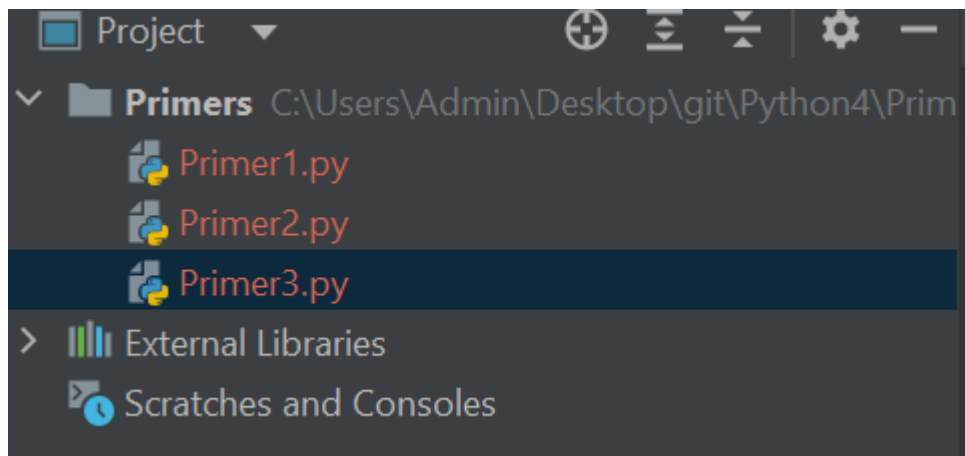 Project
Primers C:\Users\Admin\Desktop\git\Python4\Prim
Primer1.py
Primer2.py
Primer3.py
External Libraries
Scratches and Consoles